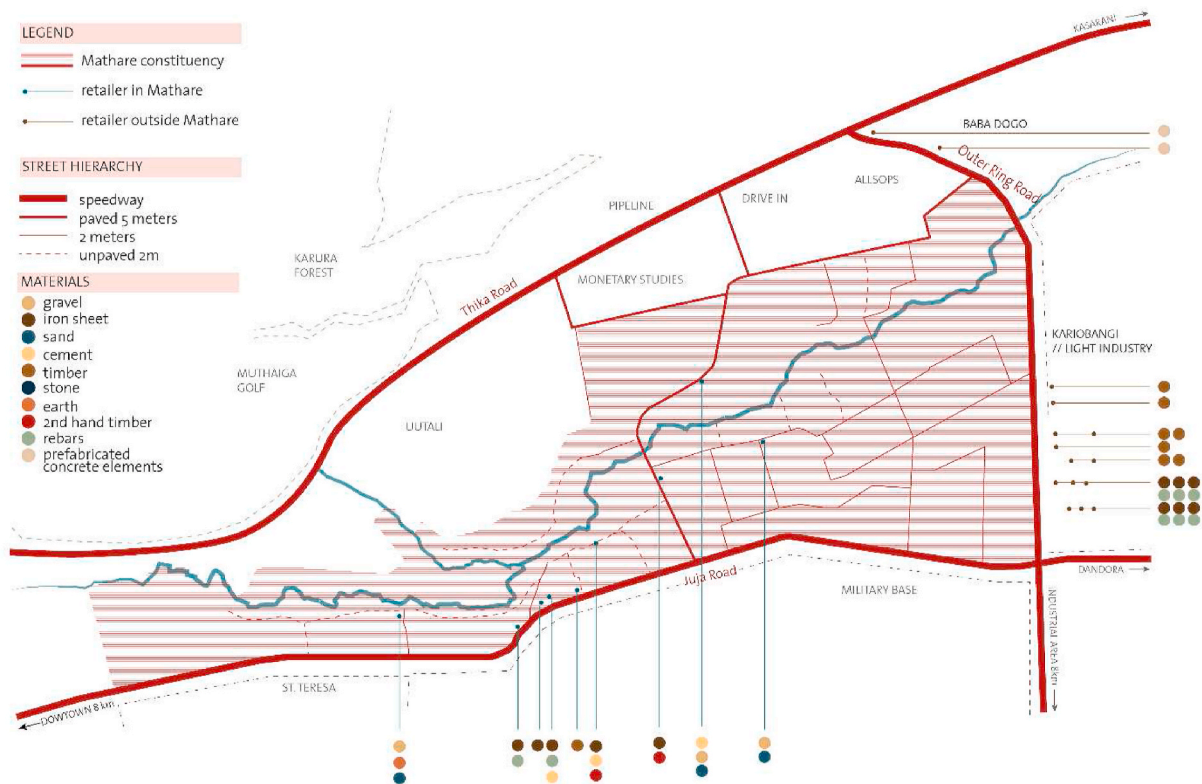 LEGEND
Mathare constituency
retailer in Mathare
retailer outside Mathare
STREET HIERARCHY
speedway
paved 5 meters
2 meters
unpaved 2m
MATERIALS
gravel
iron sheet
sand
cement
timber
stone
earth
2nd hand timber
rebars
prefabricated
concrete elements
KASARANI
BABA DOGO
Outer Ring Road
ALLSOPS
DRIVE IN
PIPELINE
KARURA
FOREST
MONETARY STUDIES
Thika Road
KARIOBANGI
// LIGHT INDUSTRY
MUTHAIGA
GOLF
UUTALI
Juja Road
DANDORA
MILITARY BASE
INDUSTRIAL AREA 8km
ST. TERESA
DOWTOWN 8 km